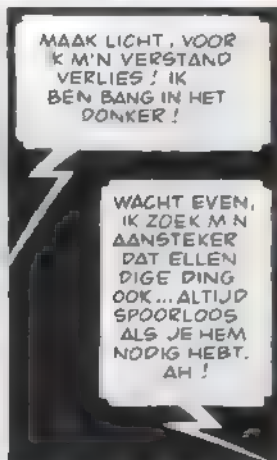 MAAK LICHT, VOOR
K M'N VERSTAND
VERLIES! IK
BEN BANG IN HET
DONKER!
WACHT EVEN,
IK ZOEK M N
AANSTEKER
DAT ELLEN
DIGE DING
OOK... ALTIJD
SPOORLOOS
ALS JE HEM
NODIG HEBT.
AH!